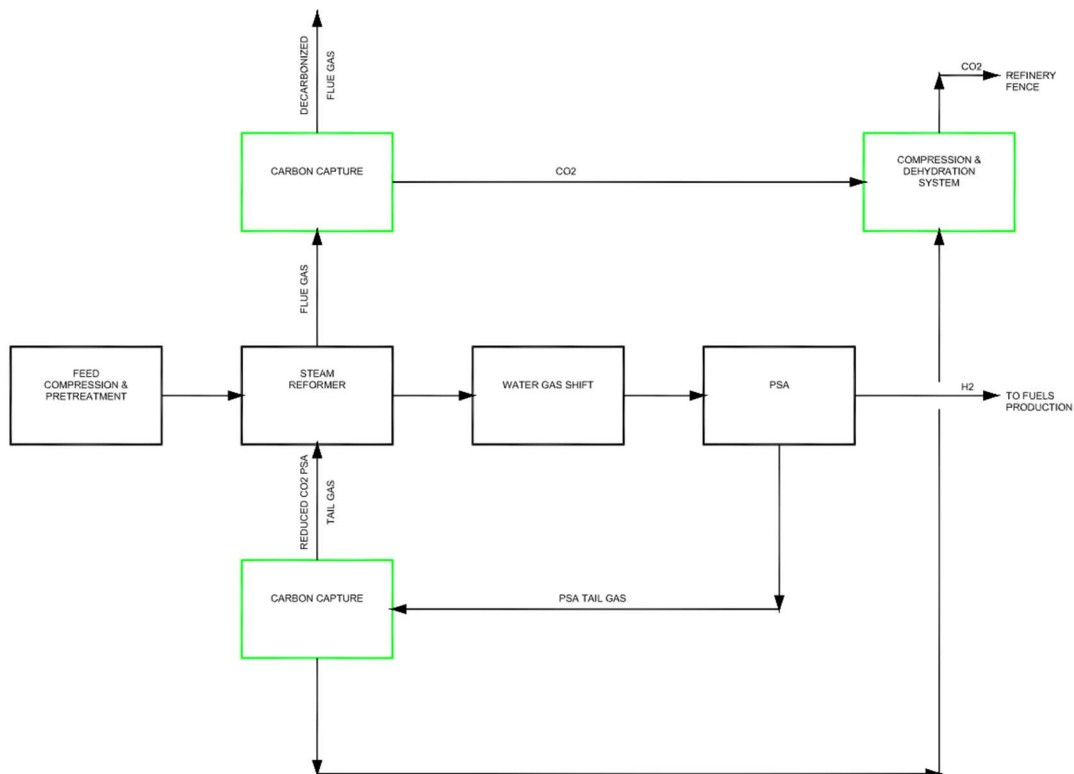 DECARBONIZED
FLUE GAS
CO2
REFINERY
FENCE
CARBON CAPTURE
CO2
COMPRESSION &
DEHYDRATION
SYSTEM
FLUE GAS
FEED
COMPRESSION &
PRETREATMENT
STEAM
REFORMER
WATER GAS SHIFT
PSA
H2
TO FUELS
PRODUCTION
REDUCED CO2 PSA
TAIL GAS
CARBON CAPTURE
PSA TAIL GAS